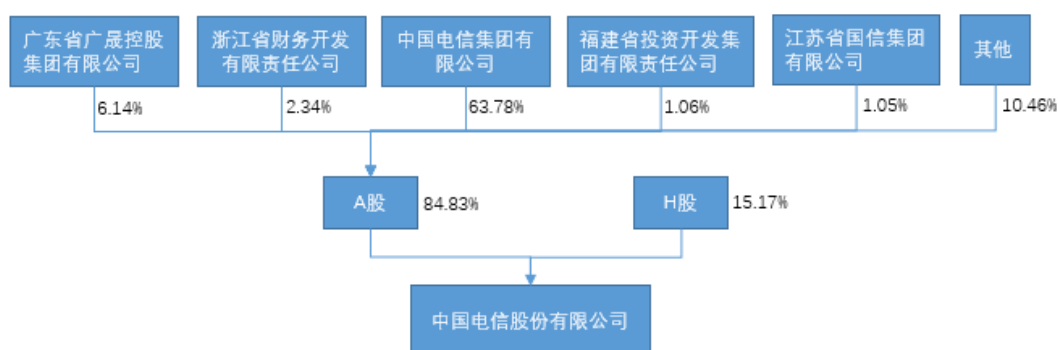 广东省广晟控股
集团有限公司
浙江省财务开发
有限责任公司
中国电信集团有
限公司
福建省投资开发集
团有限责任公司
江苏省国信集团
有限公司
其他
6.14%
2.34%
63.78%
1.06%
1.05%
10.46%
A股
84.83%
H股
15.17%
中国电信股份有限公司